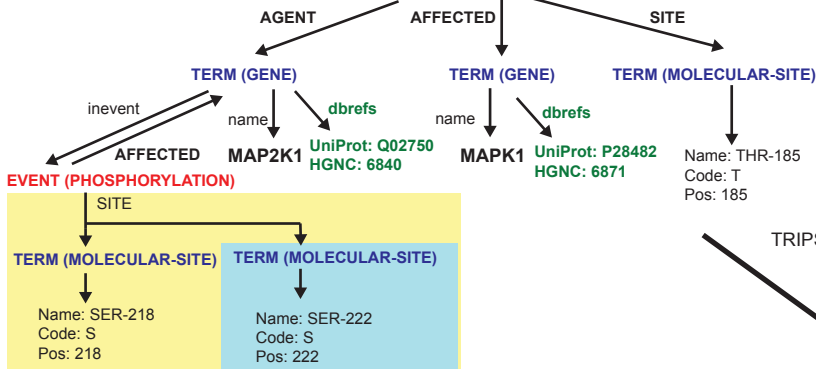 AGENT AFFECTED SITE
TERM (GENE) TERM (GENE) TERM (MOLECULAR-SITE)
inevent name dbrefs name dbrefs
AFFECTED MAP2K1 UniProt: Q02750 MAPK1 UniProt: P28482
HGNC: 6840 HGNC: 6871
Name: THR-185
Code: T
Pos: 185
EVENT (PHOSPHORYLATION)
SITE
TRIPS
TERM (MOLECULAR-SITE) TERM (MOLECULAR-SITE)
Name: SER-218
Code: S
Pos: 218
Name: SER-222
Code: S
Pos: 222